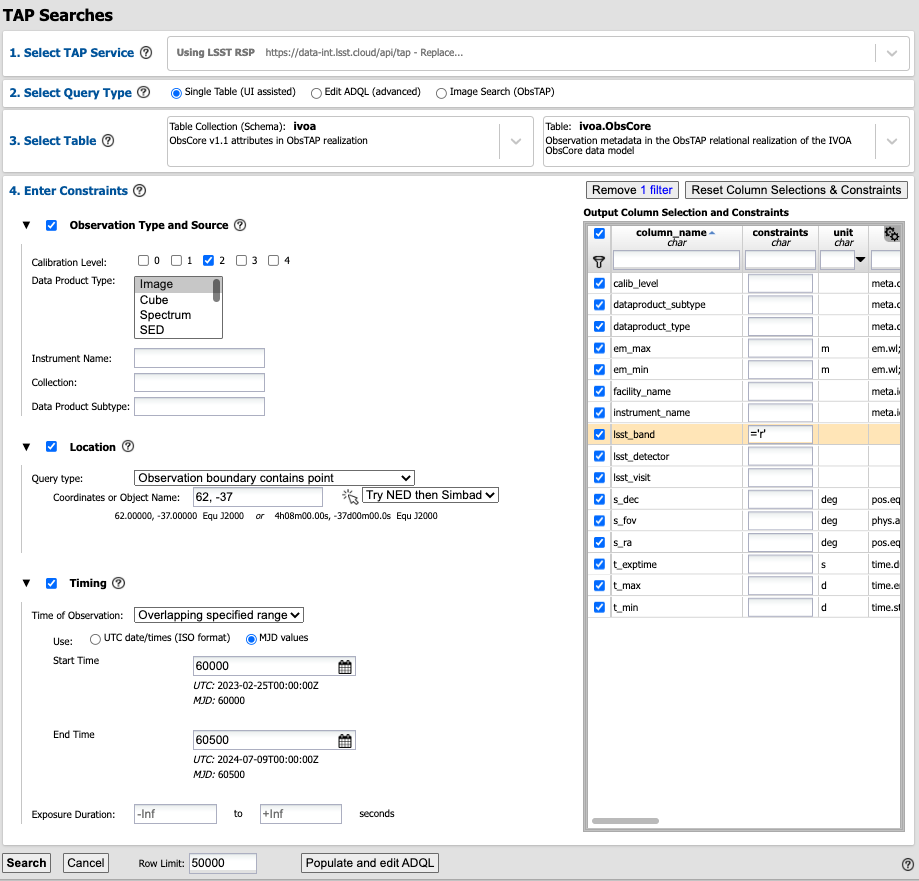 TAP Searches
1. Select TAP Service
Using LSST RSP https://data-int.lsst.cloud/api/tap - Replace...
2. Select Query Type
Single Table (UI assisted) Edit ADQL (advanced) Image Search (ObsTAP)
3. Select Table
Table Collection (Schema): ivoa
ObsCore v1.1 attributes in ObsTAP realization
Table: ivoa.ObsCore
Observation metadata in the ObsTAP relational realization of the IVOA
ObsCore data model
4. Enter Constraints
Remove 1 filter Reset Column Selections & Constraints
Observation Type and Source
Calibration Level: 0 1 2 3 4
Data Product Type:
Image
Cube
Spectrum
SED
Instrument Name:
Collection:
Data Product Subtype:
Location
Query type: Observation boundary contains point
Coordinates or Object Name: 62, -37 Try NED then Simbad
62.00000, -37.00000 Equ J2000 or 4h08m00.00s, -37d00m00.0s Equ J2000
Timing
Time of Observation: Overlapping specified range
Use: UTC date/times (ISO format) MJD values
Start Time
60000
UTC: 2023-02-25T00:00:00Z
MJD: 60000
End Time
60500
UTC: 2024-07-09T00:00:00Z
MJD: 60500
Exposure Duration: -Inf to +Inf seconds
Output Column Selection and Constraints
column_name constraints unit
char char char
calib_level meta.c
dataproduct_subtype meta.c
dataproduct_type meta.c
em_max m em.wl;
em_min m em.wl;
facility_name meta.i
instrument_name meta.i
lsst_band ='r'
lsst_detector
lsst_visit
s_dec deg pos.eq
s_fov deg phys.a
s_ra deg pos.eq
t_exptime s time.d
t_max d time.e
t_min d time.st
Search Cancel Row Limit: 50000 Populate and edit ADQL